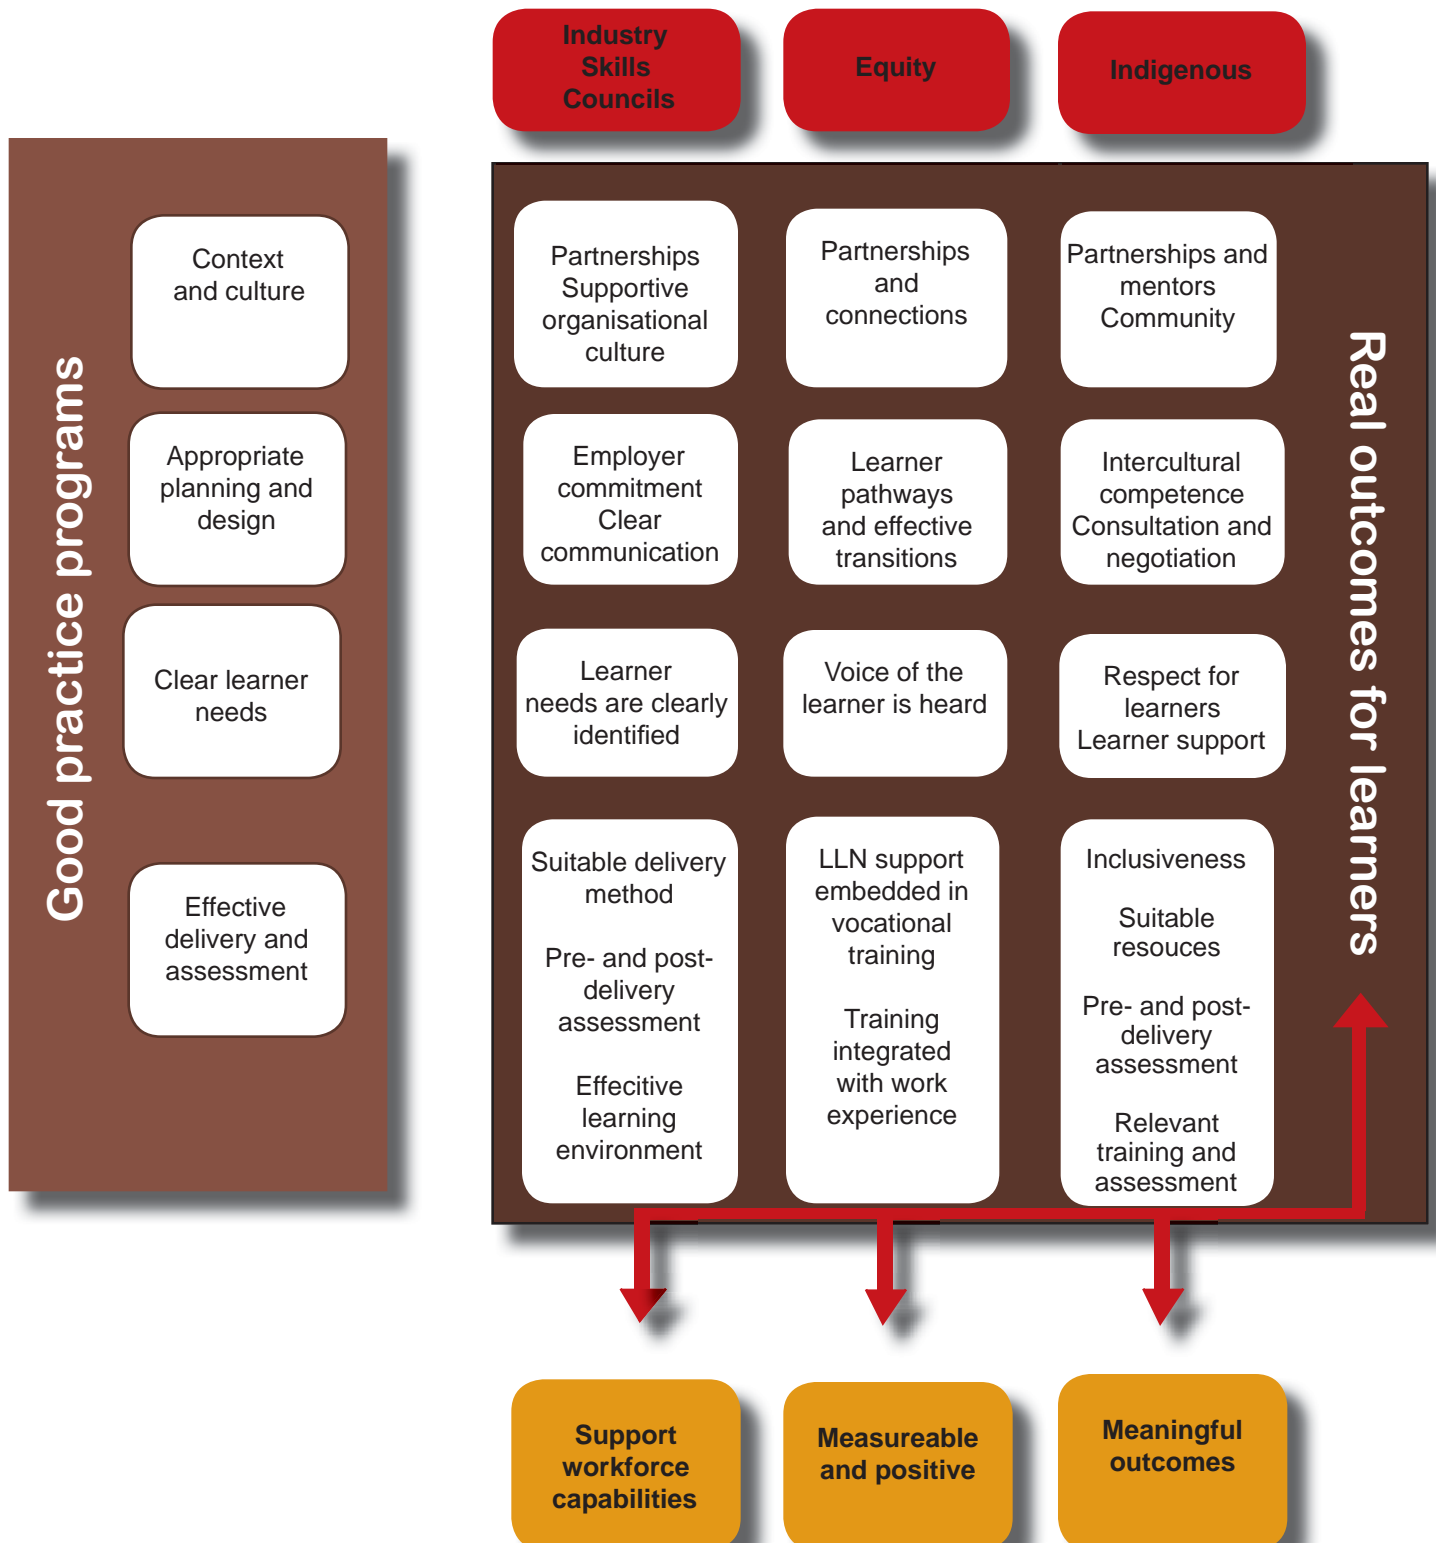 Industry
Skills
Councils
Equity
Indigenous
Good practice programs
Context
and culture
Appropriate
planning and
design
Clear learner
needs
Effective
delivery and
assessment
Partnerships
Supportive
organisational
culture
Partnerships
and
connections
Partnerships and
mentors
Community
Employer
commitment
Clear
communication
Learner
pathways
and effective
transitions
Intercultural
competence
Consultation and
negotiation
Learner
needs are clearly
identified
Voice of the
learner is heard
Respect for
learners
Learner support
Suitable delivery
method
Pre- and post-
delivery
assessment
Effecitive
learning
environment
LLN support
embedded in
vocational
training
Training
integrated
with work
experience
Inclusiveness
Suitable
resouces
Pre- and post-
delivery
assessment
Relevant
training and
assessment
Real outcomes for learners
Support
workforce
capabilities
Measureable
and positive
Meaningful
outcomes